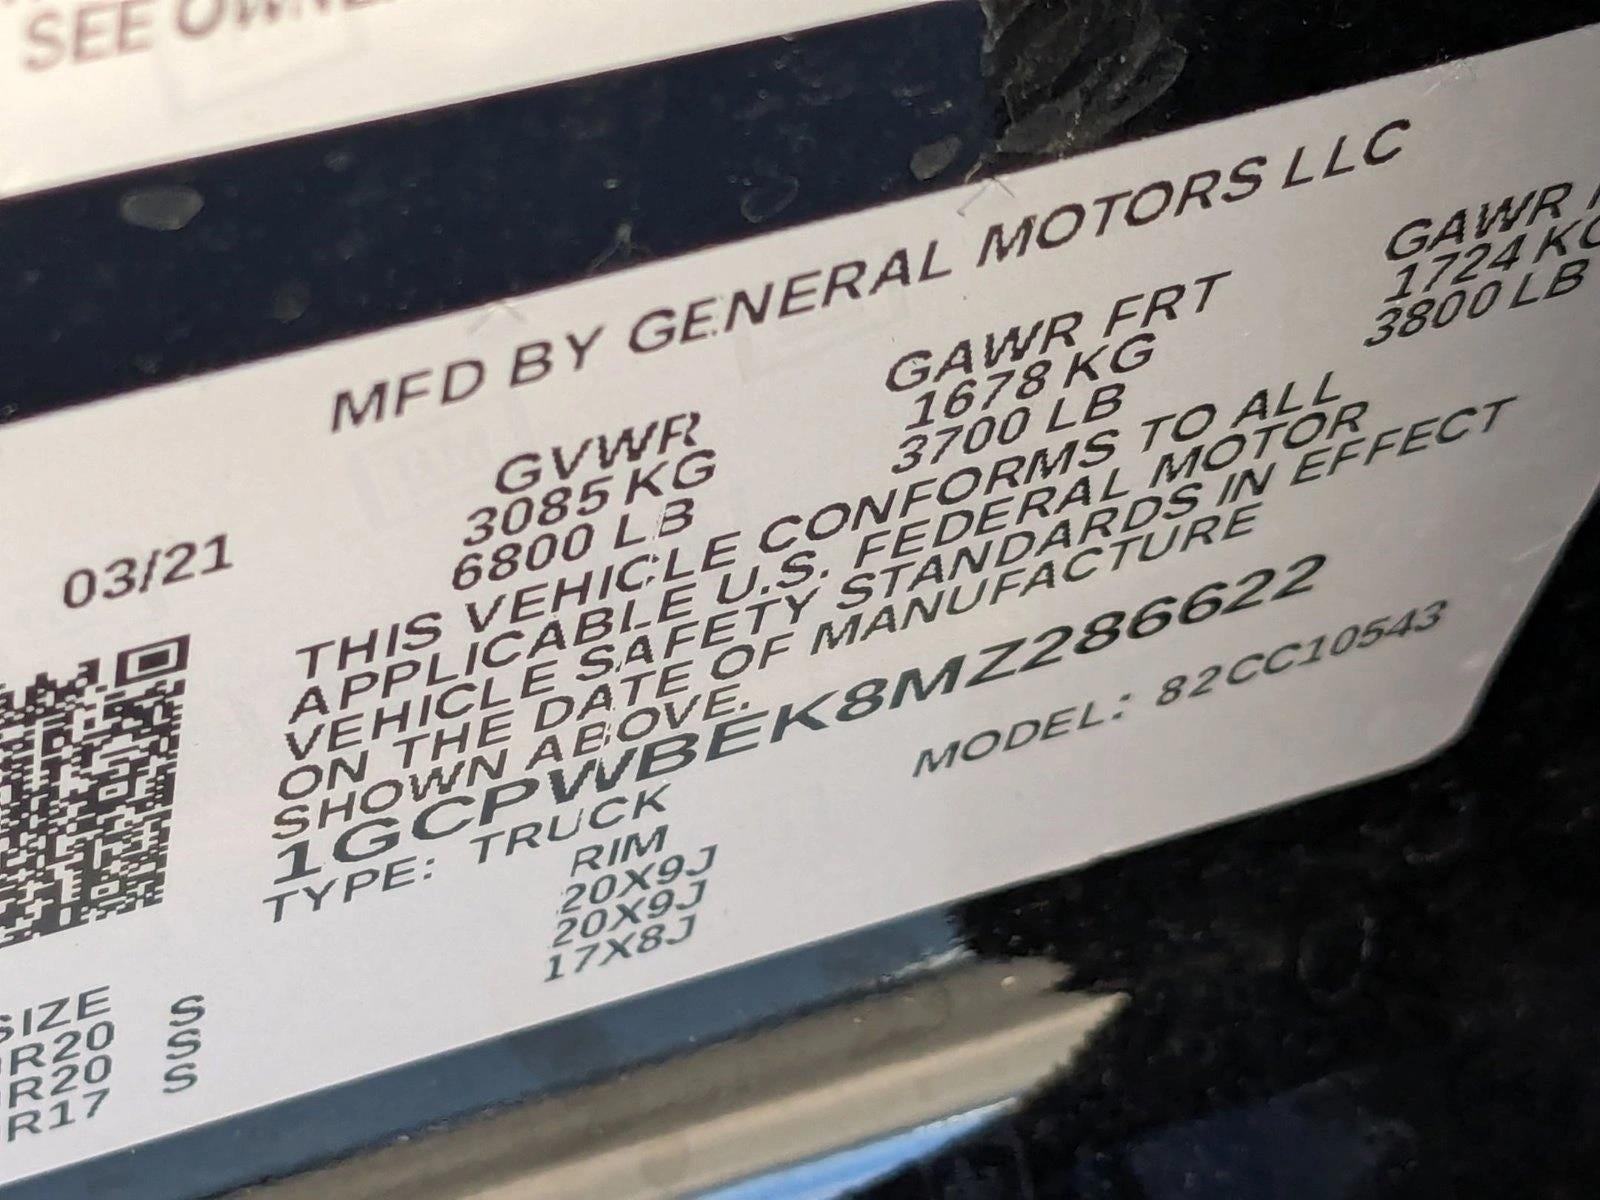 SEE OWNE
MFD BY GENERAL MOTORS LLC
03/21
GVWR
3085 KG
6800 LB
GAWR FRT
1678 KG
3700 LB
GAWR
1724 KG
3800 LB
THIS VEHICLE CONFORMS TO ALL
APPLICABLE U.S. FEDERAL MOTOR
VEHICLE SAFETY STANDARDS IN EFFECT
ON THE DATE OF MANUFACTURE
SHOWN ABOVE.
1GCPWBEK8MZ286622
TYPE: TRUCK
MODEL: 82CC10543
RIM
20X9J
20X9J
17X8J
SIZE
R20
R20
R17
S
S
S